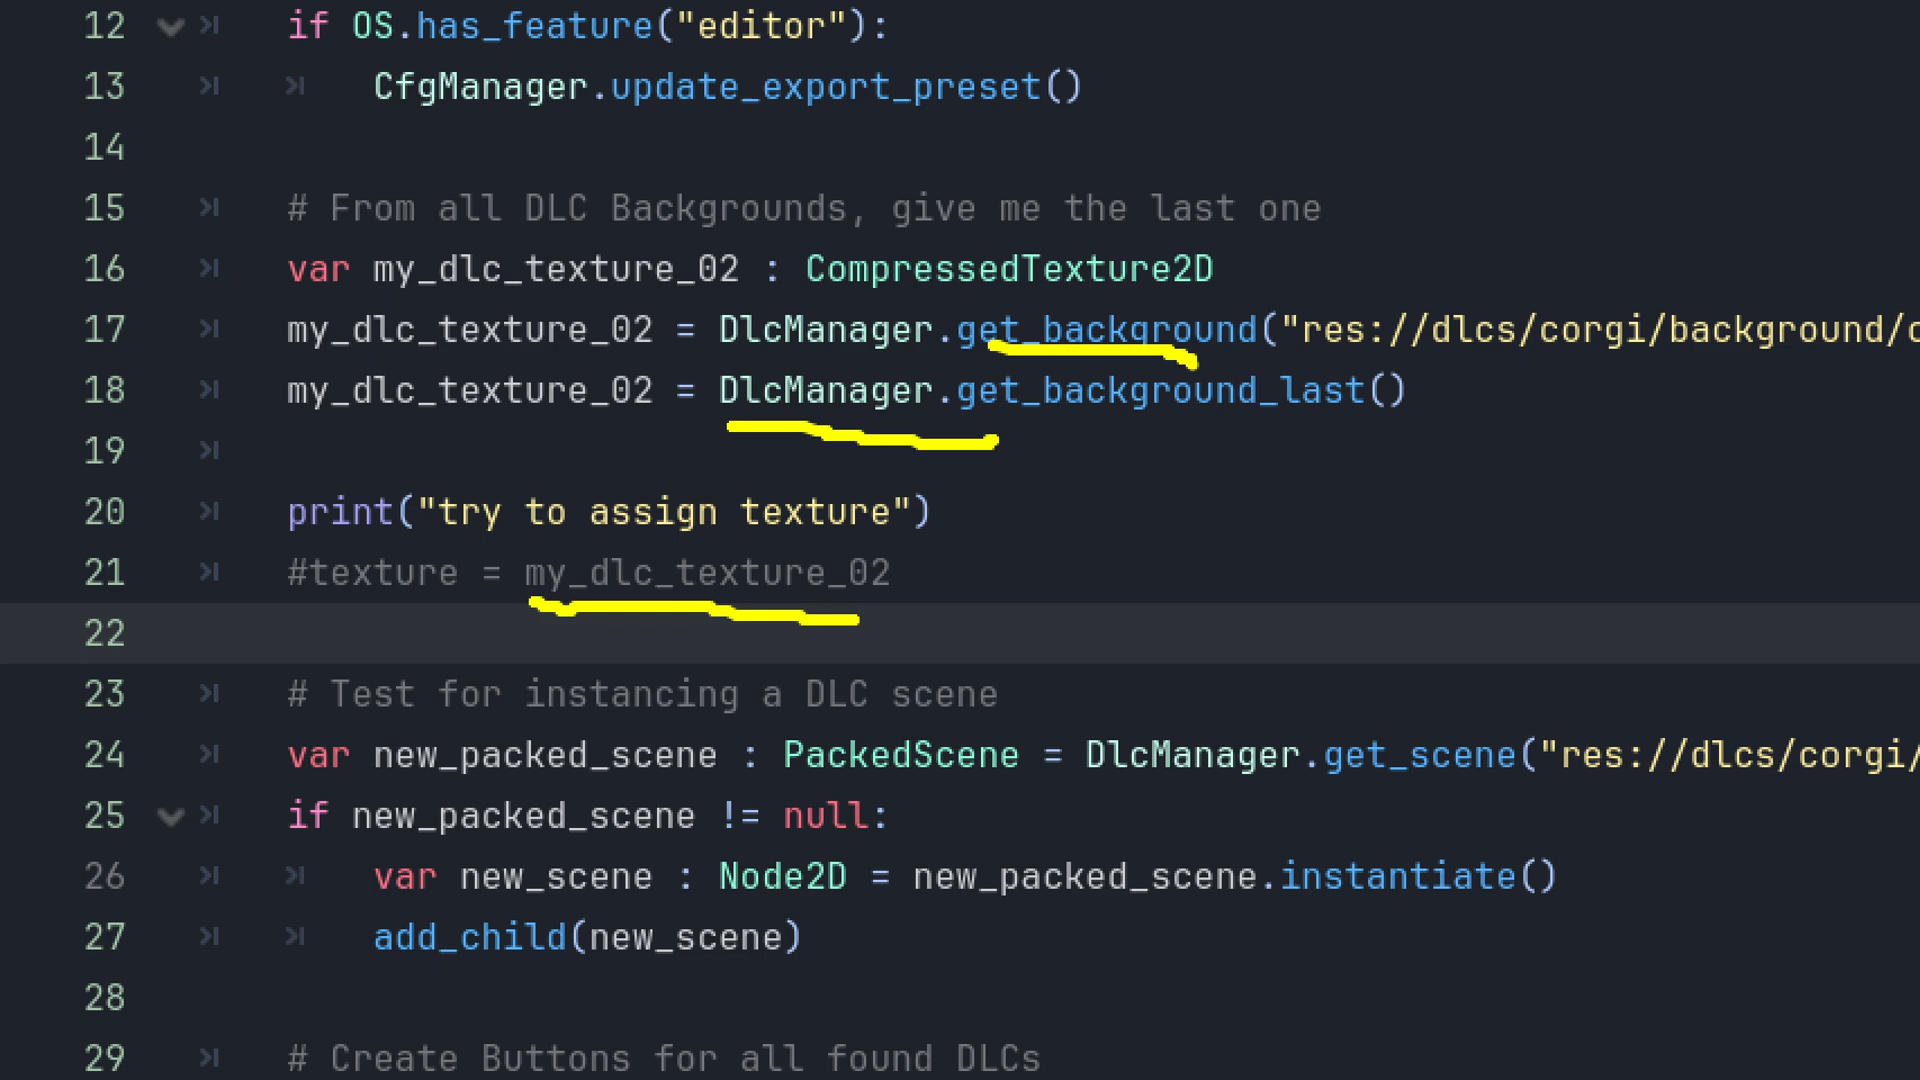 12 if OS.has_feature("editor"):
13 CfgManager.update_export_preset()
14
15 # From all DLC Backgrounds, give me the last one
16 var my_dlc_texture_02 : CompressedTexture2D
17 my_dlc_texture_02 = DlcManager.get_background("res://dlcs/corgi/background/
18 my_dlc_texture_02 = DlcManager.get_background_last()
19
20 print("try to assign texture")
21 #texture = my_dlc_texture_02
22
23 # Test for instancing a DLC scene
24 var new_packed_scene : PackedScene = DlcManager.get_scene("res://dlcs/corgi/
25 if new_packed_scene != null:
26 var new_scene : Node2D = new_packed_scene.instantiate()
27 add_child(new_scene)
28
29 # Create Buttons for all found DLCs